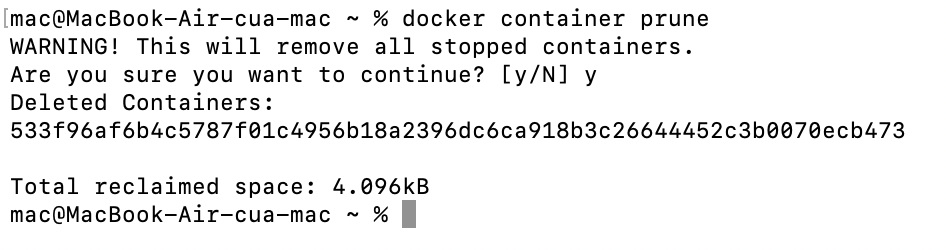 [mac@MacBook-Air-cua-mac ~ % docker container prune
WARNING! This will remove all stopped containers.
Are you sure you want to continue? [y/N] y
Deleted Containers:
533f96af6b4c5787f01c4956b18a2396dc6ca918b3c26644452c3b0070ecb473

Total reclaimed space: 4.096kB
mac@MacBook-Air-cua-mac ~ %